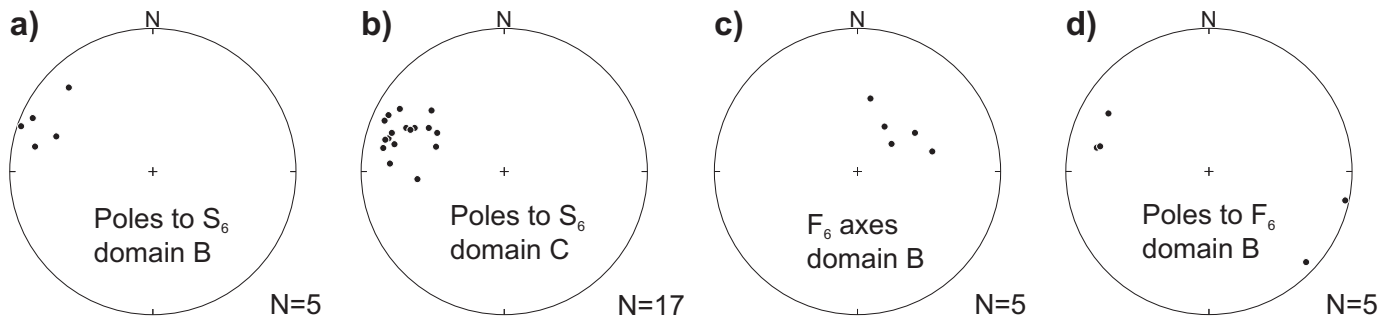 a)
N
Poles to S₆
domain B
N=5
b)
N
Poles to S₆
domain C
N=17
c)
N
F₆ axes
domain B
N=5
d)
N
Poles to F₆
domain B
N=5